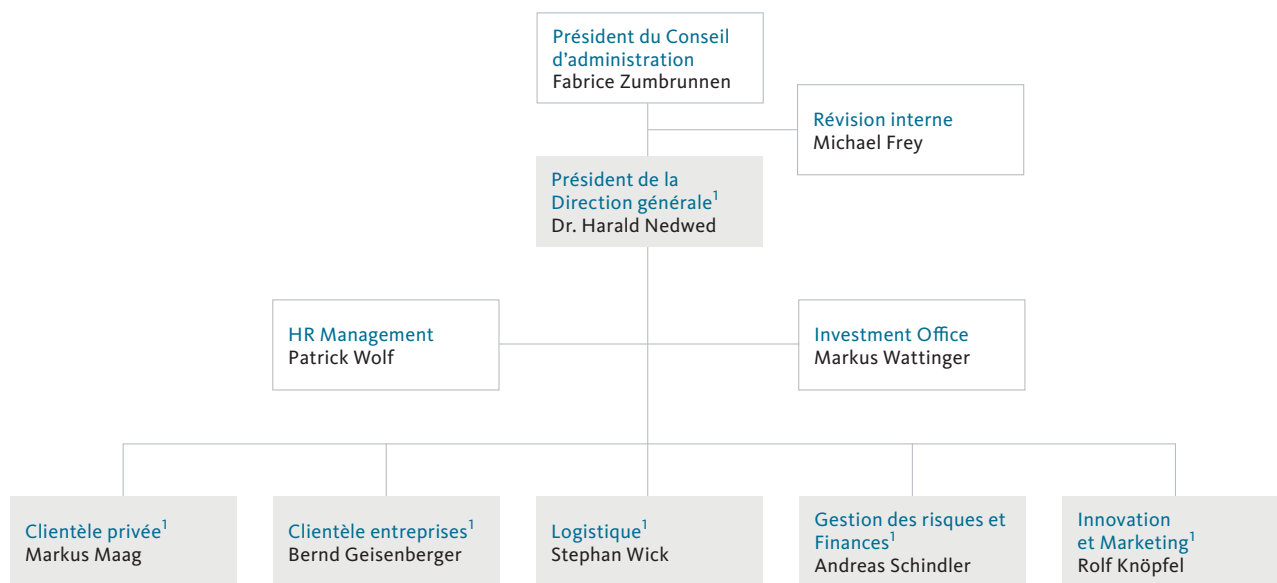 Président du Conseil
d’administration
Fabrice Zumbrunnen
Révision interne
Michael Frey
Président de la
Direction générale¹
Dr. Harald Nedwed
HR Management
Patrick Wolf
Investment Office
Markus Wattinger
Clientèle privée¹
Markus Maag
Clientèle entreprises¹
Bernd Geisenberger
Logistique¹
Stephan Wick
Gestion des risques et
Finances¹
Andreas Schindler
Innovation
et Marketing¹
Rolf Knöpfel